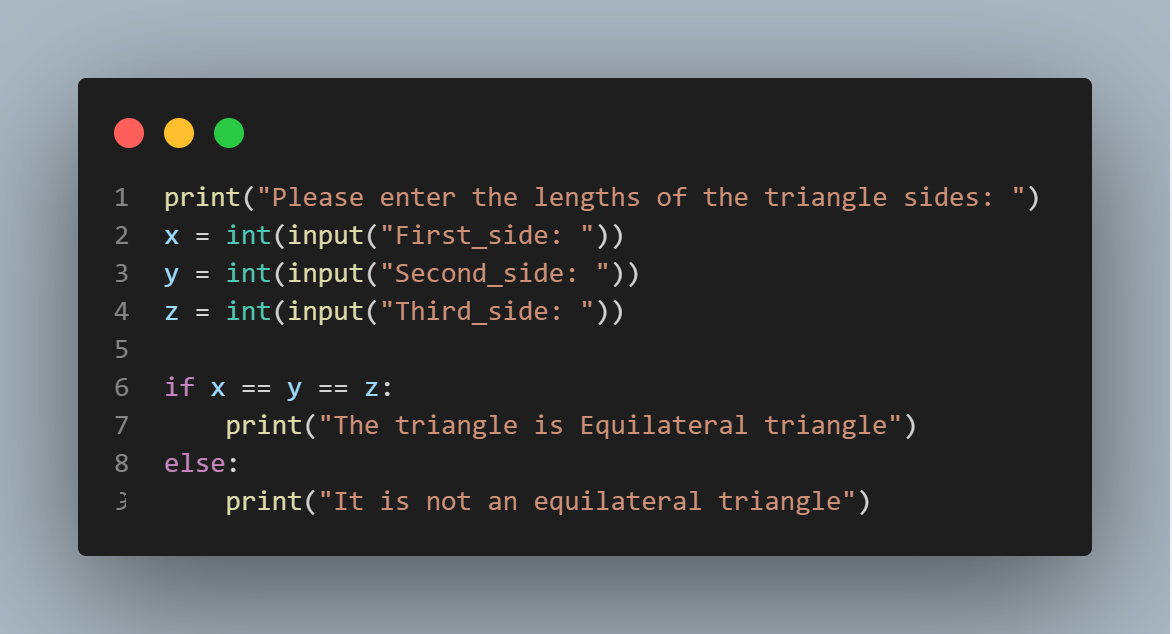 1 print("Please enter the lengths of the triangle sides: ")
2 x = int(input("First_side: "))
3 y = int(input("Second_side: "))
4 z = int(input("Third_side: "))
5
6 if x == y == z:
7     print("The triangle is Equilateral triangle")
8 else:
    print("It is not an equilateral triangle")